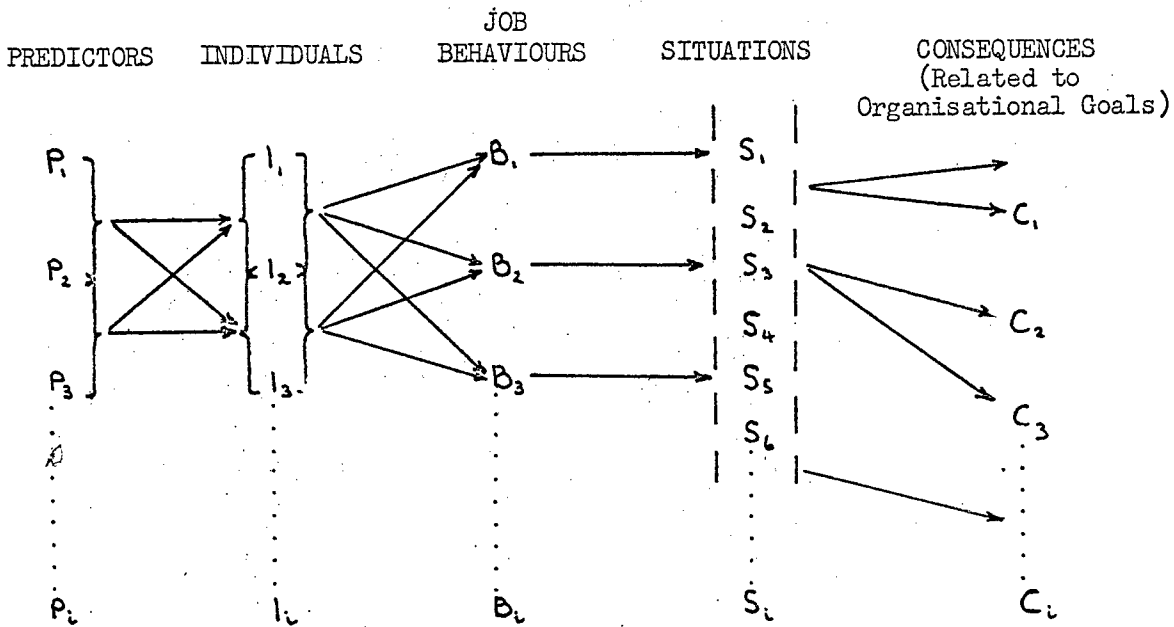 JOB
PREDICTORS INDIVIDUALS BEHAVIOURS SITUATIONS CONSEQUENCES
(Related to
Organisational Goals)
P1 I1 B1 S1
S2 C1
P2 I2 B2 S3
S4 C2
P3 I3 B3 S5
S6 C3
Pi Ii Bi Si Ci